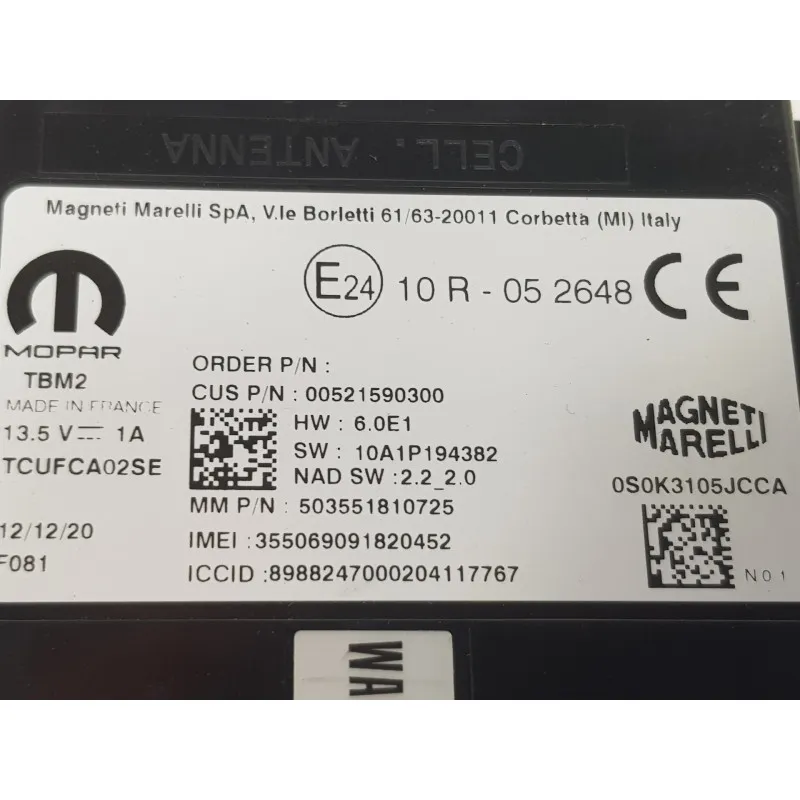 CELL. ANTENNA
Magneti Marelli SpA, V.le Borletti 61/63-20011 Corbetta (MI) Italy
E24 10 R - 05 2648 CE
MOPAR
TBM2
MADE IN FRANCE
13.5 V⎓ 1A
TCUFCA02SE
12/12/20
F081
ORDER P/N :
CUS P/N : 00521590300
HW : 6.0E1
SW : 10A1P194382
NAD SW :2.2_2.0
MM P/N : 503551810725
IMEI :355069091820452
ICCID :89882470002041177​67
MAGNETI
MARELLI
0S0K3105JCCA
N01
WA